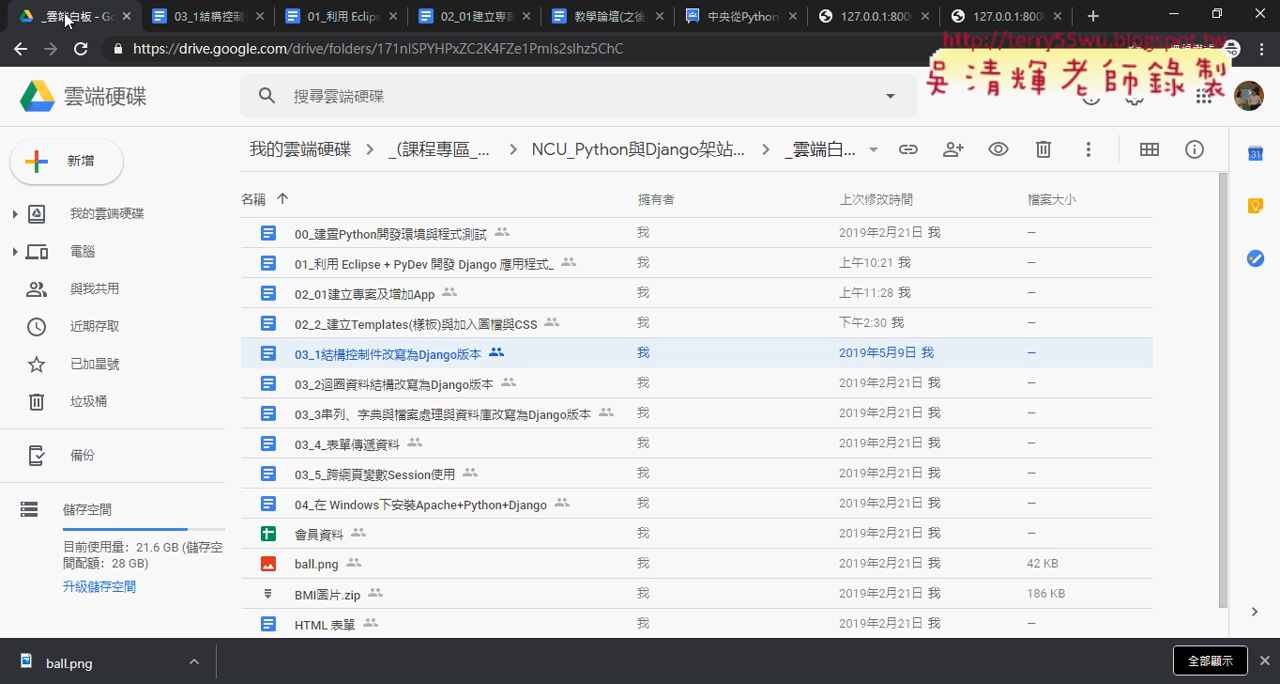 _雲端白板 - Go
03_1結構控制
01_利用 Eclips
02_01建立專
教學論壇(之後
中央從Python
127.0.0.1:800
127.0.0.1:800
https://drive.google.com/drive/folders/171nlSPYHPxZC2K4FZe1Pmls2slhz5ChC
http://terry55wu.blogspot.tw
吳清輝老師錄製
雲端硬碟
搜尋雲端硬碟
新增
我的雲端硬碟
_(課程專區_...
NCU_Python與Django架站...
_雲端白...
31
名稱
擁有者
上次修改時間
檔案大小
我的雲端硬碟
電腦
與我共用
近期存取
已加星號
垃圾桶
備份
儲存空間
目前使用量: 21.6 GB (儲存空
間配額: 28 GB)
升級儲存空間
00_建置Python開發環境與程式測試 我 2019年2月21日 我 –
01_利用 Eclipse + PyDev 開發 Django 應用程式_ 我 上午10:21 我 –
02_01建立專案及增加App 我 上午11:28 我 –
02_2_建立Templates(樣板)與加入圖檔與CSS 我 下午2:30 我 –
03_1結構控制件改寫為Django版本 我 2019年5月9日 我 –
03_2迴圈資料結構改寫為Django版本 我 2019年2月21日 我 –
03_3串列、字典與檔案處理與資料庫改寫為Django版本 我 2019年2月21日 我 –
03_4_表單傳遞資料 我 2019年2月21日 我 –
03_5_跨網頁變數Session使用 我 2019年2月21日 我 –
04_在 Windows下安裝Apache+Python+Django 我 2019年2月21日 我 –
會員資料 我 2019年2月21日 我 –
ball.png 我 2019年2月21日 我 42 KB
BMI圖片.zip 我 2019年2月21日 我 186 KB
HTML 表單 我 2019年2月21日 我 –
ball.png
全部顯示